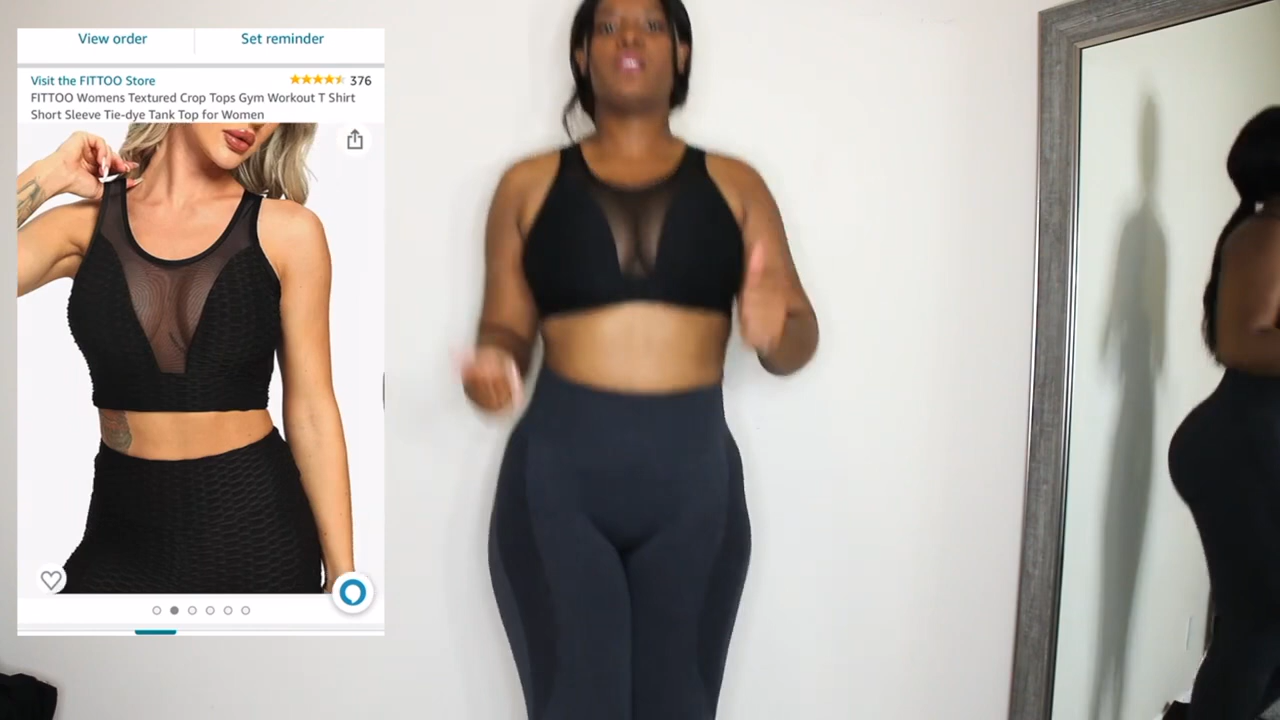 View order
Set reminder
Visit the FITTOO Store
376
FITTOO Womens Textured Crop Tops Gym Workout T Shirt
Short Sleeve Tie-dye Tank Top for Women